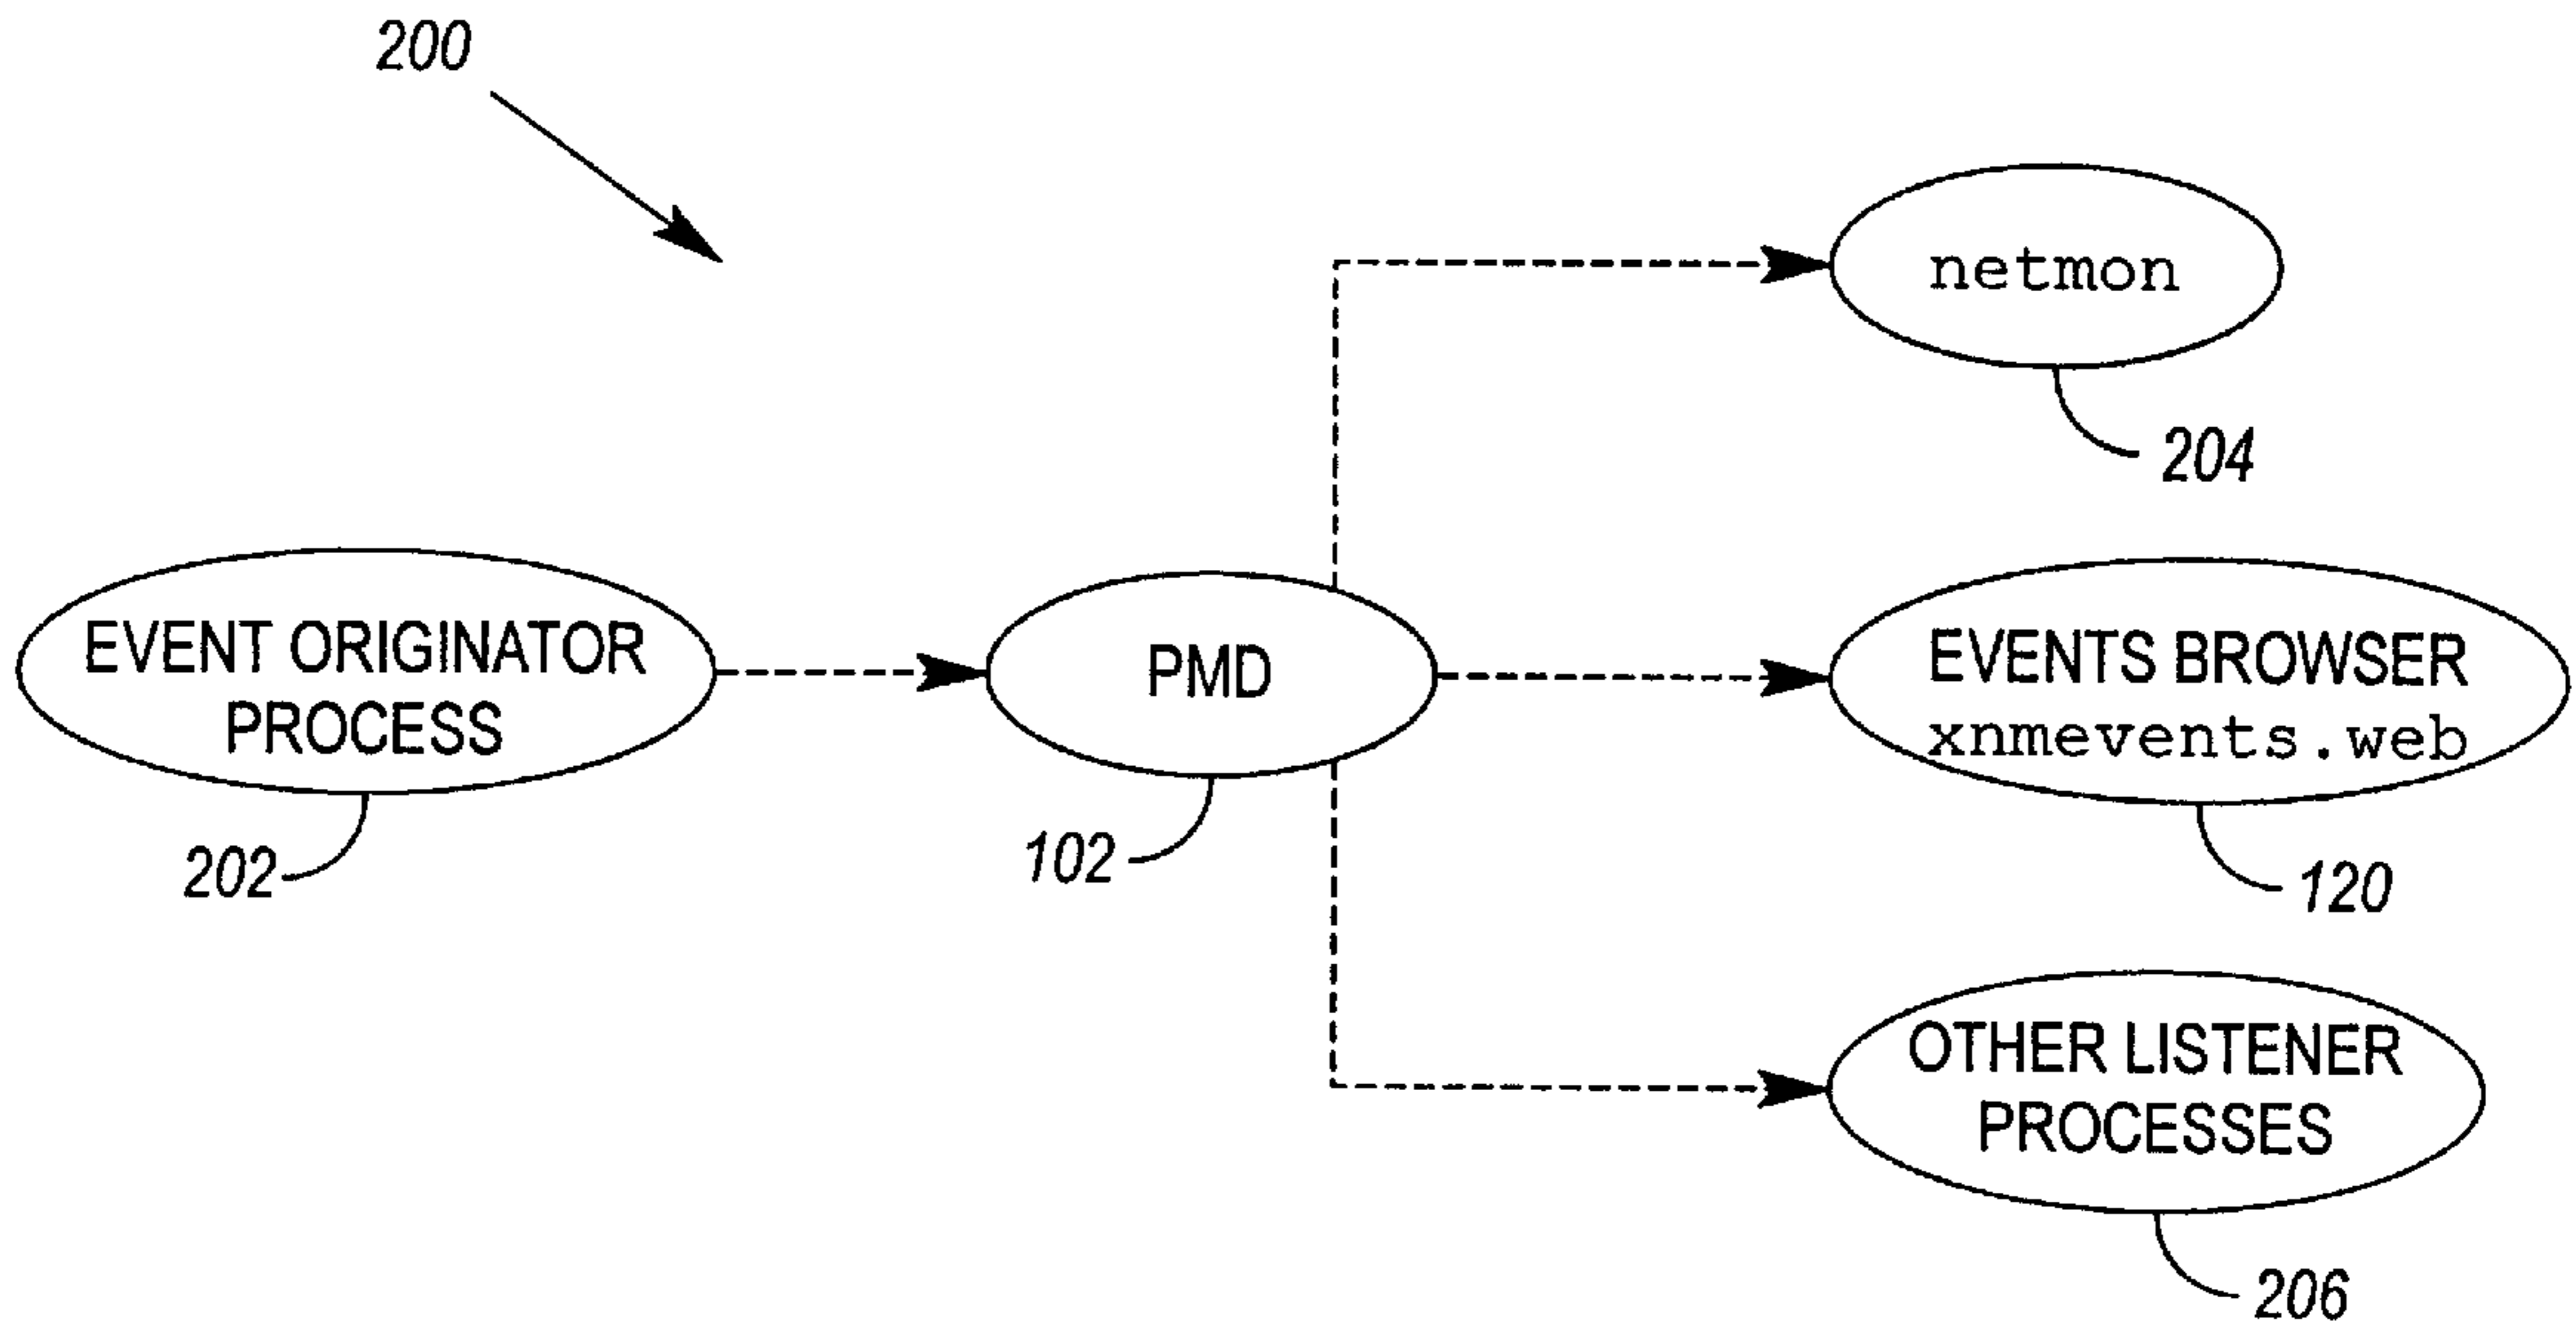 200
netmon
204
EVENT ORIGINATOR
PROCESS
202
PMD
102
EVENTS BROWSER
xnmevents.web
120
OTHER LISTENER
PROCESSES
206